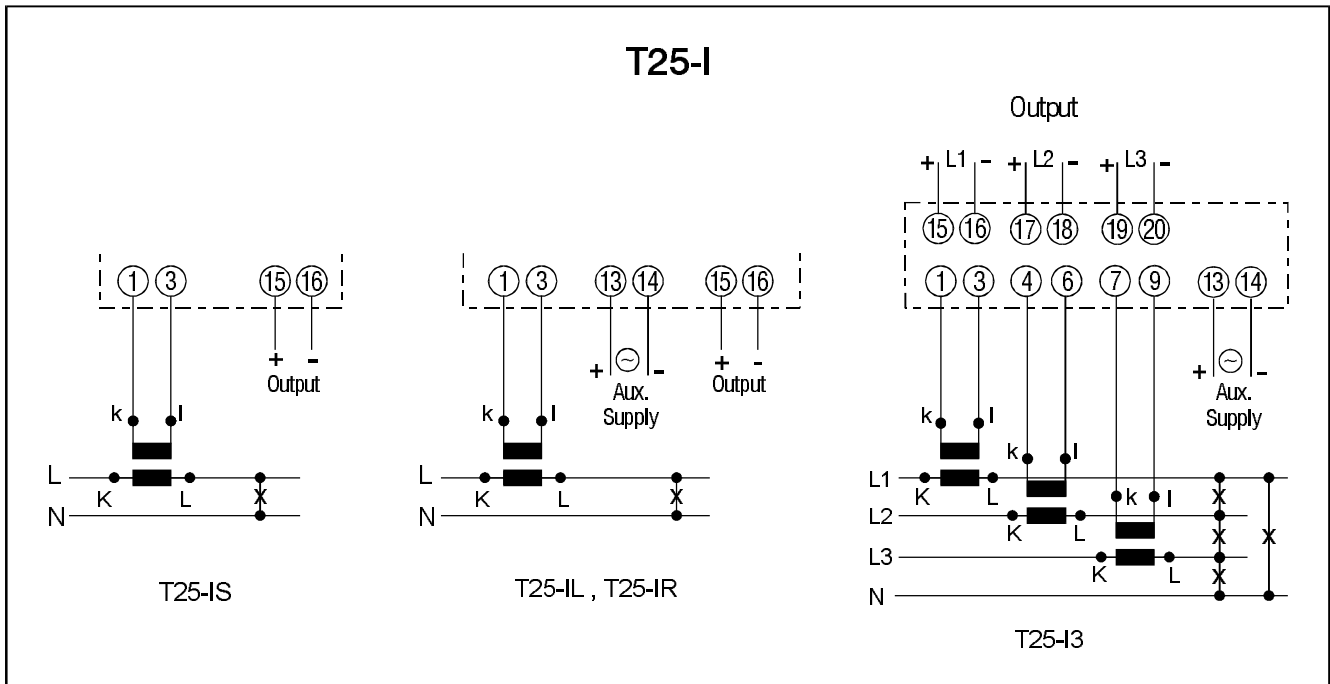 T25-I
Output
+ L1 - + L2 - + L3 -
15 16 17 18 19 20
1 3 15 16
1 3 13 14 15 16
1 3 4 6 7 9 13 14
+ -
Output
+ ~ -
Aux.
Supply
+ -
Output
+ ~ -
Aux.
Supply
k l
k l
k l
k l
k l
L
K L
X
N
L
K L
X
N
L1
K L
X
L2
K L
X X
L3
K L
X
N
T25-IS
T25-IL , T25-IR
T25-I3